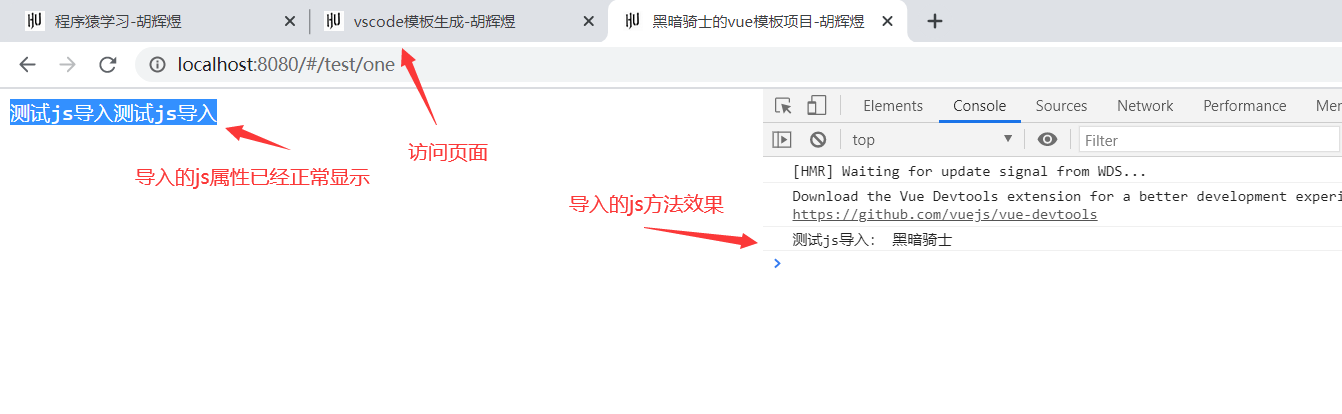 HU 程序猿学习-胡辉煜
HU vscode模板生成-胡辉煜
HU 黑暗骑士的vue模板项目-胡辉煜
localhost:8080/#/test/one
测试js导入测试js导入
访问页面
导入的js属性已经正常显示
导入的js方法效果
Elements Console Sources Network Performance Mer
top Filter
[HMR] Waiting for update signal from WDS...
Download the Vue Devtools extension for a better development experi
https://github.com/vuejs/vue-devtools
测试js导入: 黑暗骑士